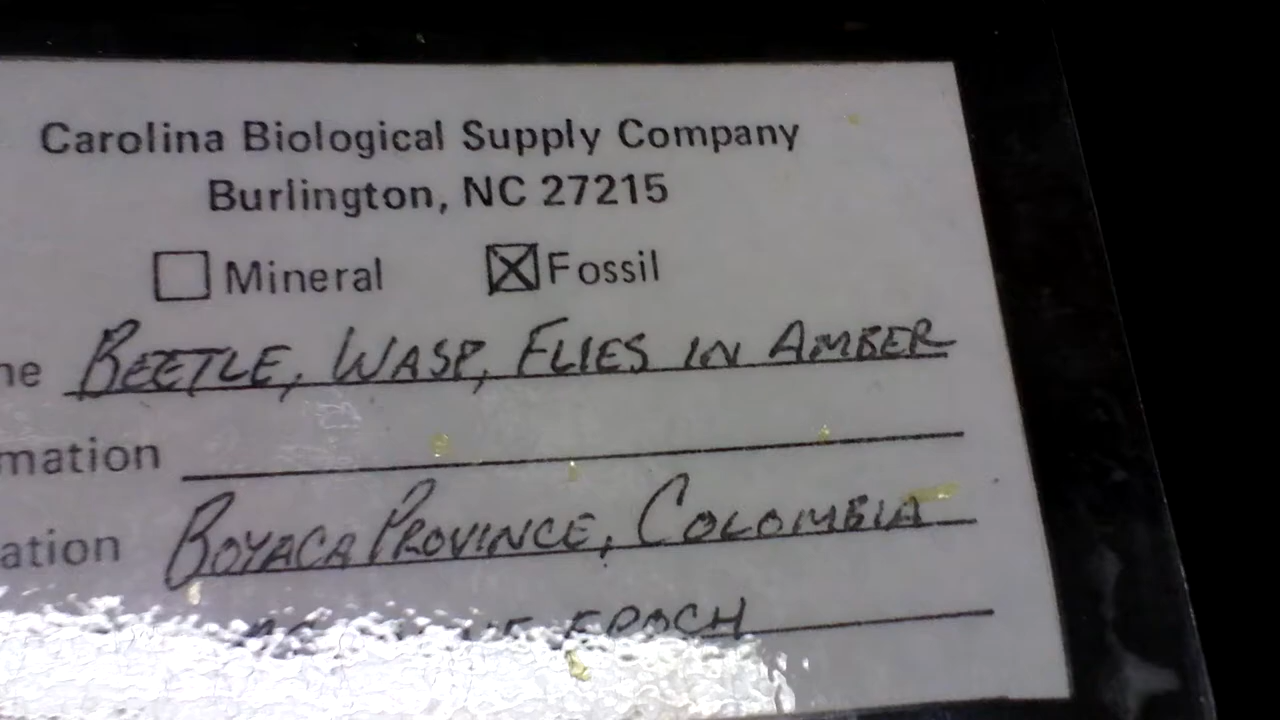 Carolina Biological Supply Company
Burlington, NC 27215
Mineral Fossil
ne BEETLE, WASP, FLIES IN AMBER
mation
ation BOYACA PROVINCE, COLOMBIA
EPOCH